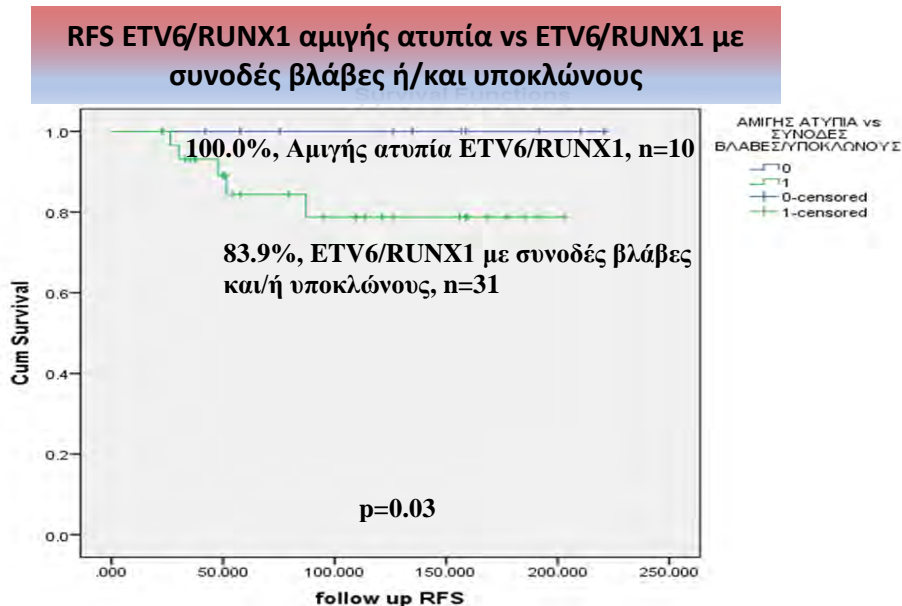 RFS ETV6/RUNX1 αμιγής ατυπία vs ETV6/RUNX1 με
συνοδές βλάβες ή/και υποκλώνους
Survival Functions
ΑΜΙΓΗΣ ΑΤΥΠΙΑ vs
ΣΥΝΟΔΕΣ
ΒΛΑΒΕΣ/ΥΠΟΚΛΩΝΟΥΣ
0
1
0-censored
1-censored
100.0%, Αμιγής ατυπία ETV6/RUNX1, n=10
83.9%, ETV6/RUNX1 με συνοδές βλάβες
και/ή υποκλώνους, n=31
p=0.03
Cum Survival
1.0
0.8
0.6
0.4
0.2
0.0
.000 50.000 100.000 150.000 200.000 250.000
follow up RFS